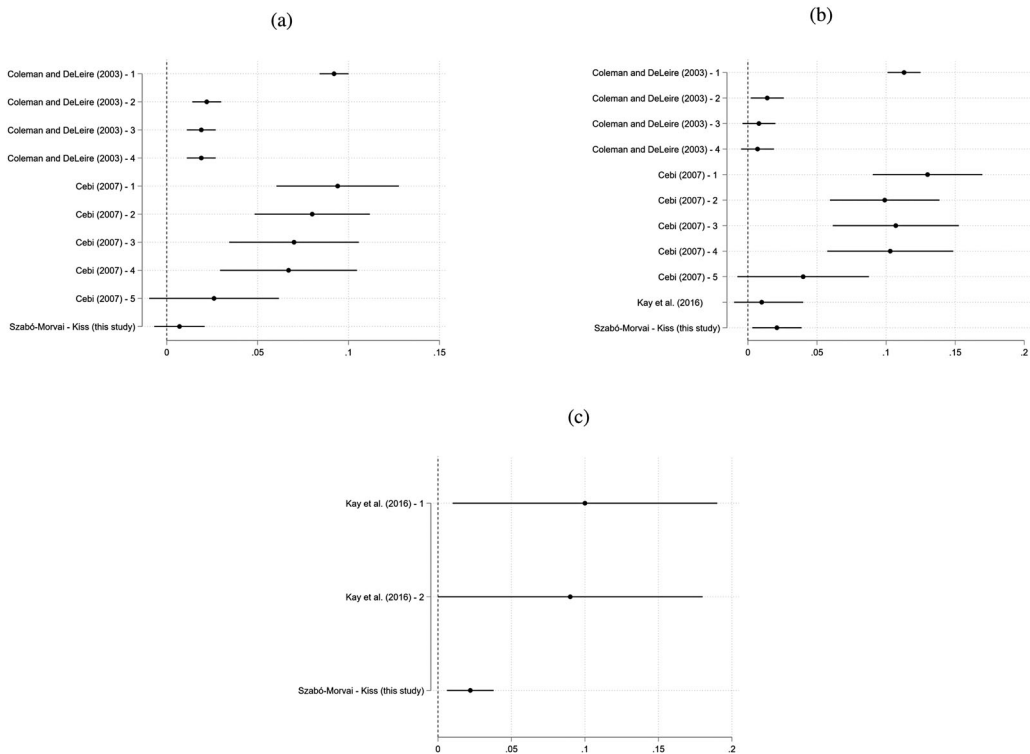 (a)
Coleman and DeLeire (2003) - 1
Coleman and DeLeire (2003) - 2
Coleman and DeLeire (2003) - 3
Coleman and DeLeire (2003) - 4
Cebi (2007) - 1
Cebi (2007) - 2
Cebi (2007) - 3
Cebi (2007) - 4
Cebi (2007) - 5
Szabó-Morvai - Kiss (this study)
0 .05 .1 .15
(b)
Coleman and DeLeire (2003) - 1
Coleman and DeLeire (2003) - 2
Coleman and DeLeire (2003) - 3
Coleman and DeLeire (2003) - 4
Cebi (2007) - 1
Cebi (2007) - 2
Cebi (2007) - 3
Cebi (2007) - 4
Cebi (2007) - 5
Kay et al. (2016)
Szabó-Morvai - Kiss (this study)
0 .05 .1 .15 .2
(c)
Kay et al. (2016) - 1
Kay et al. (2016) - 2
Szabó-Morvai - Kiss (this study)
0 .05 .1 .15 .2